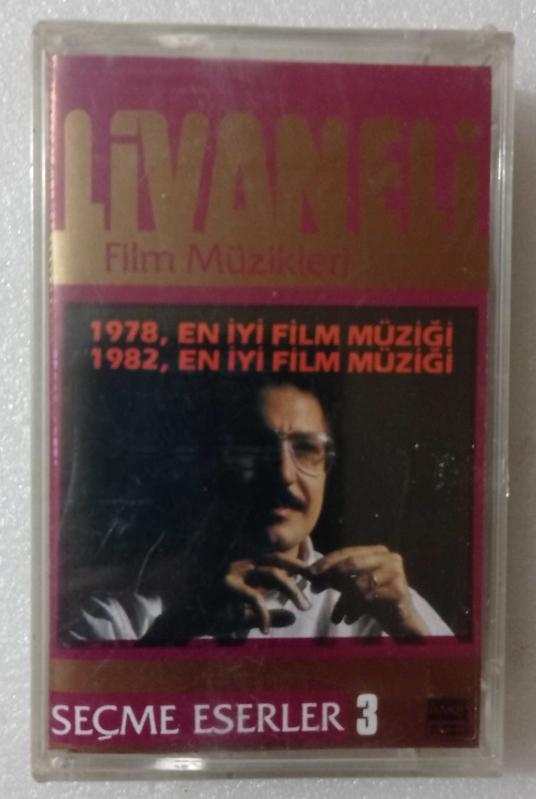 LİVANELİ
Film Müzikleri
1978, EN İYİ FİLM MÜZİĞİ
1982, EN İYİ FİLM MÜZİĞİ
SEÇME ESERLER 3